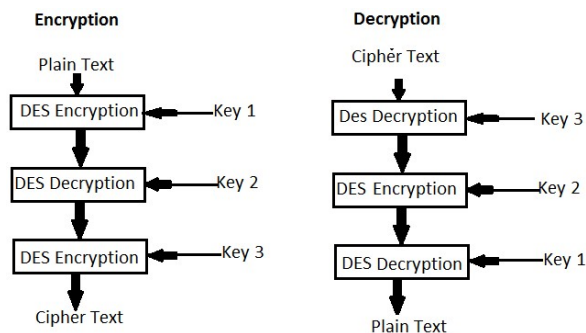 Encryption
Plain Text
DES Encryption
Key 1
DES Decryption
Key 2
DES Encryption
Key 3
Cipher Text
Decryption
Cipher Text
Des Decryption
Key 3
DES Encryption
Key 2
DES Decryption
Key 1
Plain Text